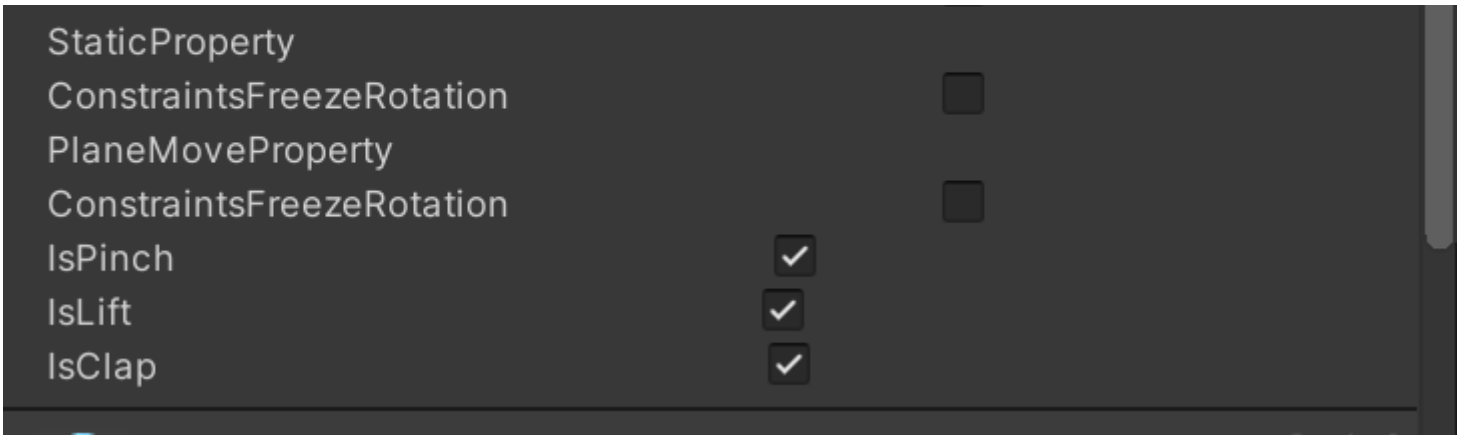 StaticProperty
ConstraintsFreezeRotation
PlaneMoveProperty
ConstraintsFreezeRotation
IsPinch
IsLift
IsClap